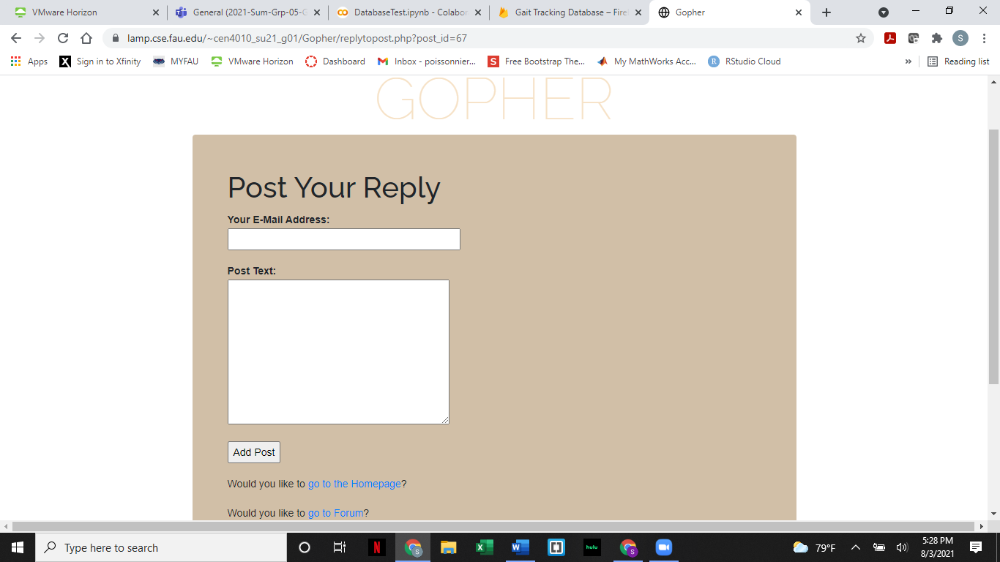 VMware Horizon
General (2021-Sum-Grp-05-G
DatabaseTest.ipynb - Colabor
Gait Tracking Database – Fire
Gopher
lamp.cse.fau.edu/~cen4010_su21_g01/Gopher/replytopost.php?post_id=67
S
Apps
Sign in to Xfinity
MYFAU
VMware Horizon
Dashboard
Inbox - poissonnier...
Free Bootstrap The...
My MathWorks Acc...
RStudio Cloud
»
Reading list
GOPHER
Post Your Reply
Your E-Mail Address:
Post Text:
Add Post
Would you like to go to the Homepage?
Would you like to go to Forum?
Type here to search
hulu
79°F
5:28 PM
8/3/2021